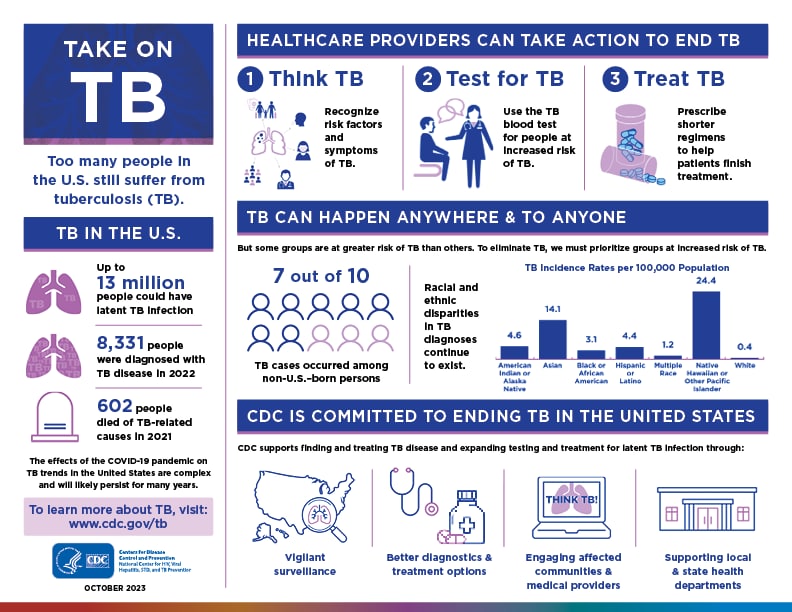 TAKE ON
TB
Too many people in
the U.S. still suffer from
tuberculosis (TB).
TB IN THE U.S.
TB
TB
Up to
13 million
people could have
latent TB infection
8,331 people
were diagnosed with
TB disease in 2022
602 people
died of TB-related
causes in 2021
The effects of the COVID-19 pandemic on
TB trends in the United States are complex
and will likely persist for many years.
To learn more about TB, visit:
www.cdc.gov/tb
CDC
Centers for Disease
Control and Prevention
National Center for HIV, Viral
Hepatitis, STD, and TB Prevention
OCTOBER 2023
HEALTHCARE PROVIDERS CAN TAKE ACTION TO END TB
1 Think TB
Recognize
risk factors
and
symptoms
of TB.
2 Test for TB
Use the TB
blood test
for people at
increased risk
of TB.
3 Treat TB
Prescribe
shorter
regimens
to help
patients finish
treatment.
TB CAN HAPPEN ANYWHERE & TO ANYONE
But some groups are at greater risk of TB than others. To eliminate TB, we must prioritize groups at increased risk of TB.
7 out of 10
TB cases occurred among
non-U.S.–born persons
Racial and
ethnic
disparities
in TB
diagnoses
continue
to exist.
TB Incidence Rates per 100,000 Population
4.6
14.1
3.1
4.4
1.2
24.4
0.4
American
Indian or
Alaska
Native
Asian
Black or
African
American
Hispanic
or
Latino
Multiple
Race
Native
Hawaiian or
Other Pacific
Islander
White
CDC IS COMMITTED TO ENDING TB IN THE UNITED STATES
CDC supports finding and treating TB disease and expanding testing and treatment for latent TB infection through:
Vigilant
surveillance
Better diagnostics &
treatment options
THINK TB!
Engaging affected
communities &
medical providers
Supporting local
& state health
departments